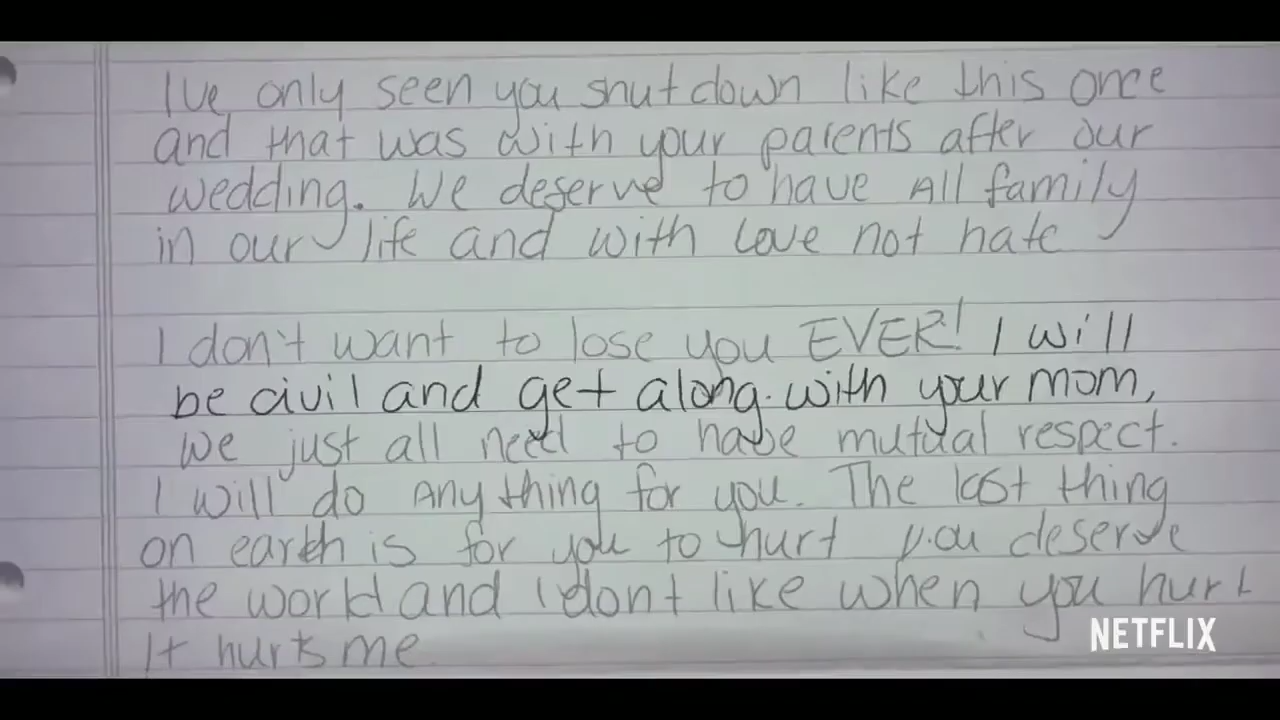 I've only seen you shut down like this once
and that was with your parents after our
wedding. We deserve to have All family
in our life and with love not hate
I don't want to lose you EVER! I will
be civil and get along with your mom,
we just all need to have mutual respect.
I will do Anything for you. The last thing
on earth is for you to hurt you deserve
the world and I dont like when you hurt
It hurts me
NETFLIX